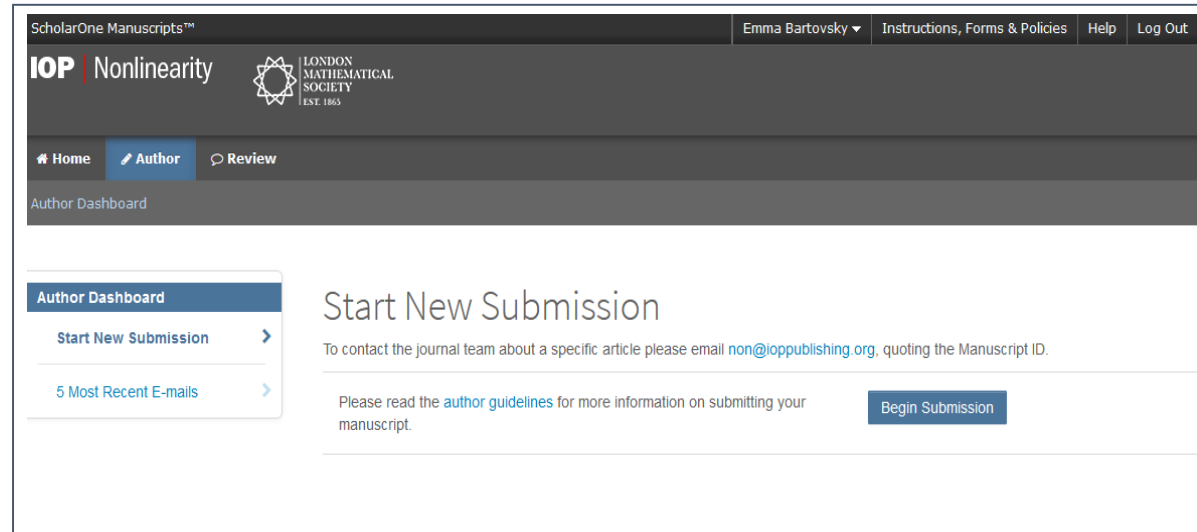 ScholarOne Manuscripts™ Emma Bartovsky Instructions, Forms & Policies Help Log Out
IOP Nonlinearity
LONDON
MATHEMATICAL
SOCIETY
EST. 1865
Home Author Review
Author Dashboard
Author Dashboard
Start New Submission
5 Most Recent E-mails
Start New Submission
To contact the journal team about a specific article please email non@ioppublishing.org, quoting the Manuscript ID.
Please read the author guidelines for more information on submitting your
manuscript.
Begin Submission